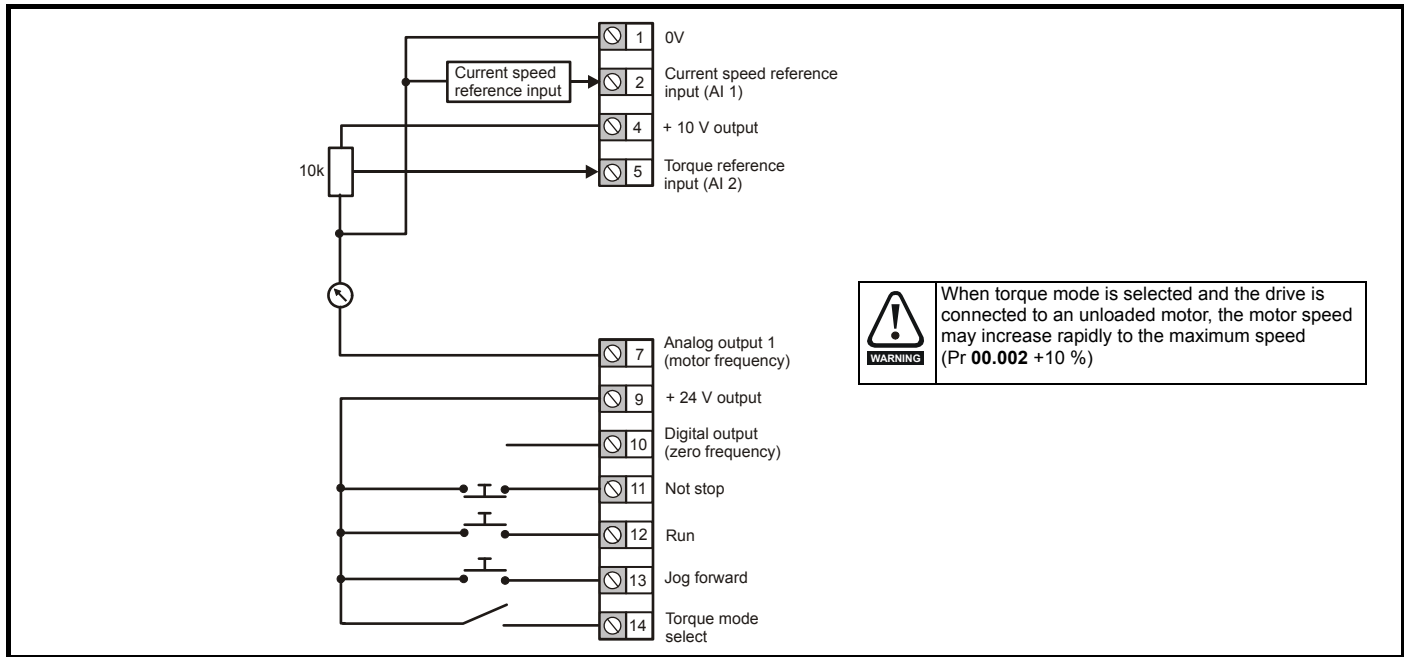 1 0V
Current speed
reference input
2 Current speed reference
input (AI 1)
4 + 10 V output
10k
5 Torque reference
input (AI 2)
WARNING
When torque mode is selected and the drive is
connected to an unloaded motor, the motor speed
may increase rapidly to the maximum speed
(Pr 00.002 +10 %)
7 Analog output 1
(motor frequency)
9 + 24 V output
10 Digital output
(zero frequency)
11 Not stop
12 Run
13 Jog forward
14 Torque mode
select